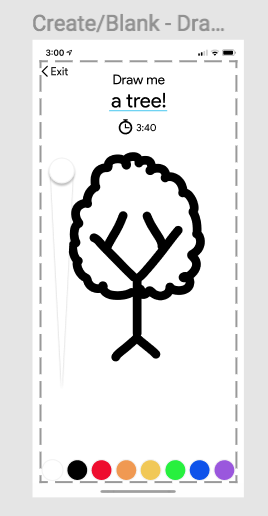 Create/Blank - Dra...
3:00
Exit
Draw me
a tree!
3:40